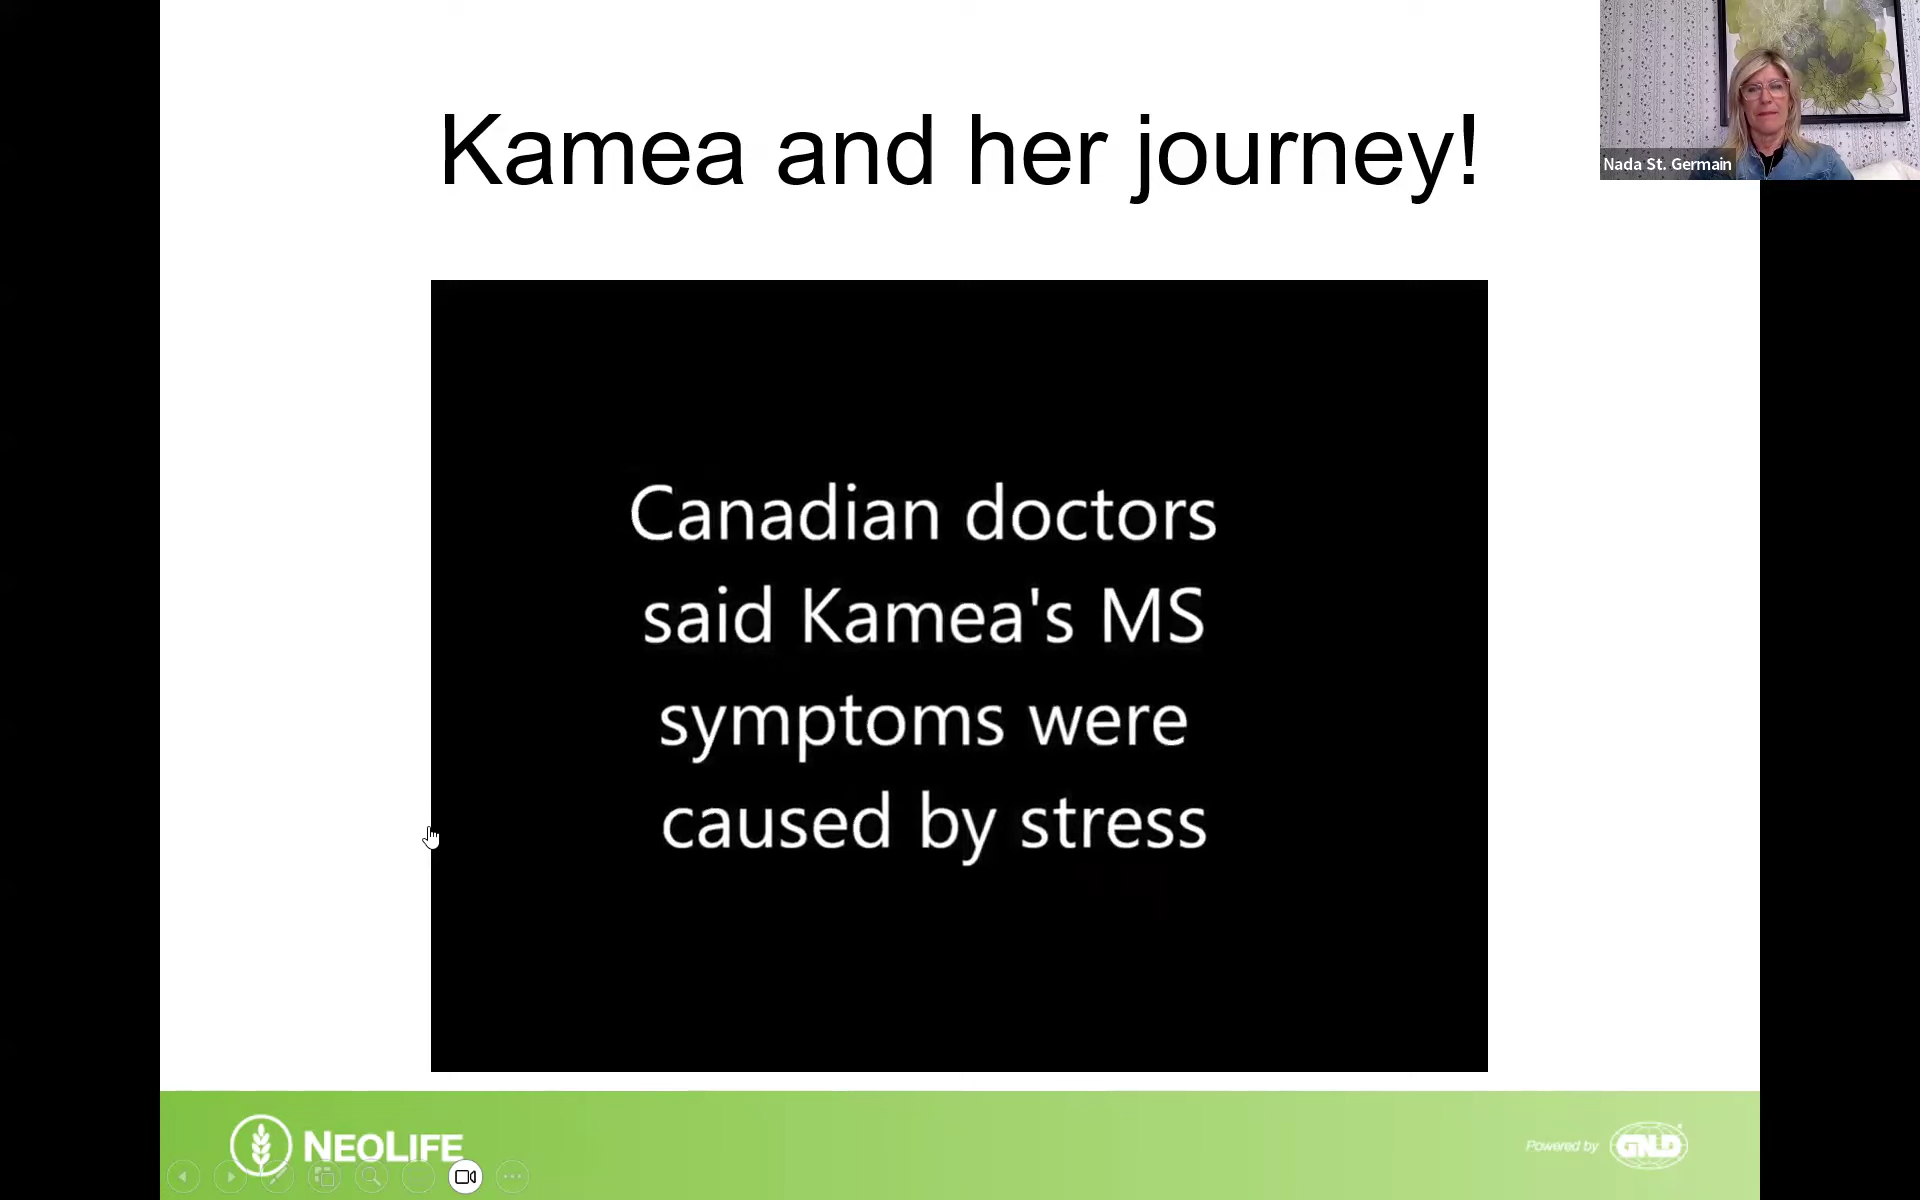 Kamea and her journey!
Nada St. Germain
Canadian doctors
said Kamea's MS
symptoms were
caused by stress
NEOLIFE
Powered by GNLD